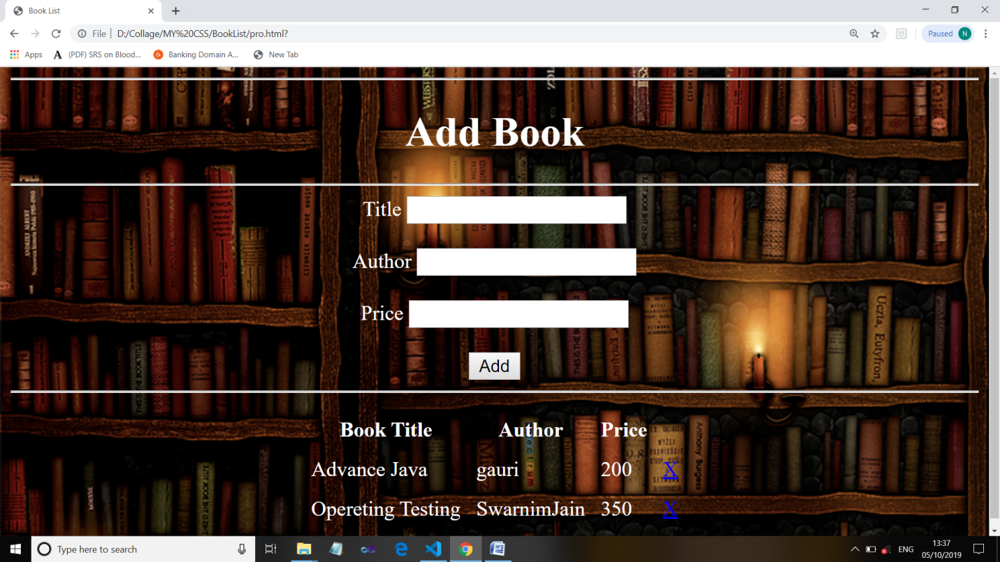 Book List
File D:/Collage/MY%20CSS/BookList/pro.html? Paused N
Apps (PDF) SRS on Blood... Banking Domain A... New Tab
Add Book
Title
Author
Price
Add
Book Title Author Price
Advance Java gauri 200 X
Opereting Testing SwarnimJain 350 X
Type here to search ENG 13:37
05/10/2019